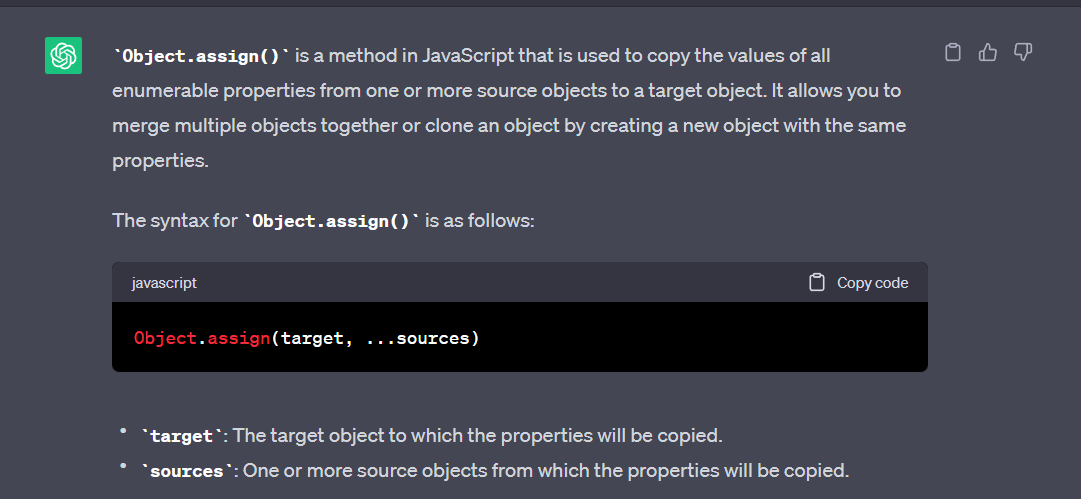 `Object.assign()` is a method in JavaScript that is used to copy the values of all
enumerable properties from one or more source objects to a target object. It allows you to
merge multiple objects together or clone an object by creating a new object with the same
properties.
The syntax for `Object.assign()` is as follows:
javascript Copy code
Object.assign(target, ...sources)
• `target`: The target object to which the properties will be copied.
• `sources`: One or more source objects from which the properties will be copied.